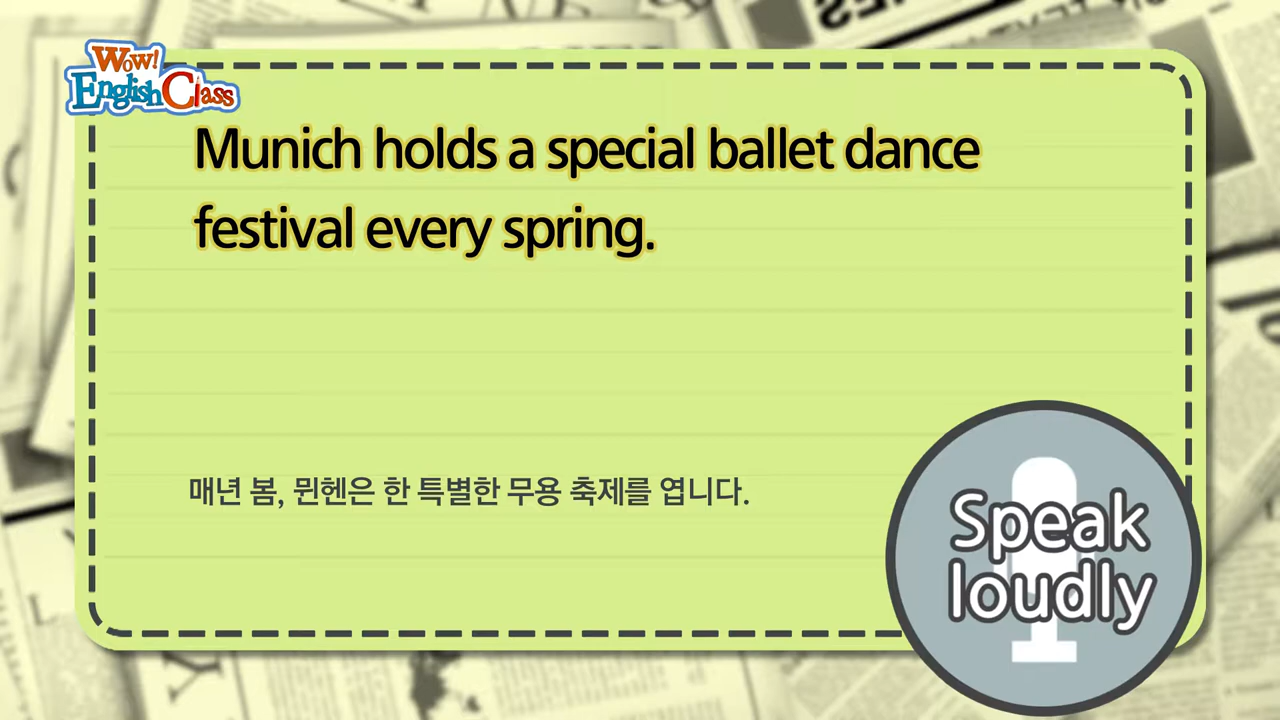 Wow!
English Class
Munich holds a special ballet dance
festival every spring.
매년 봄, 뮌헨은 한 특별한 무용 축제를 엽니다.
Speak
loudly